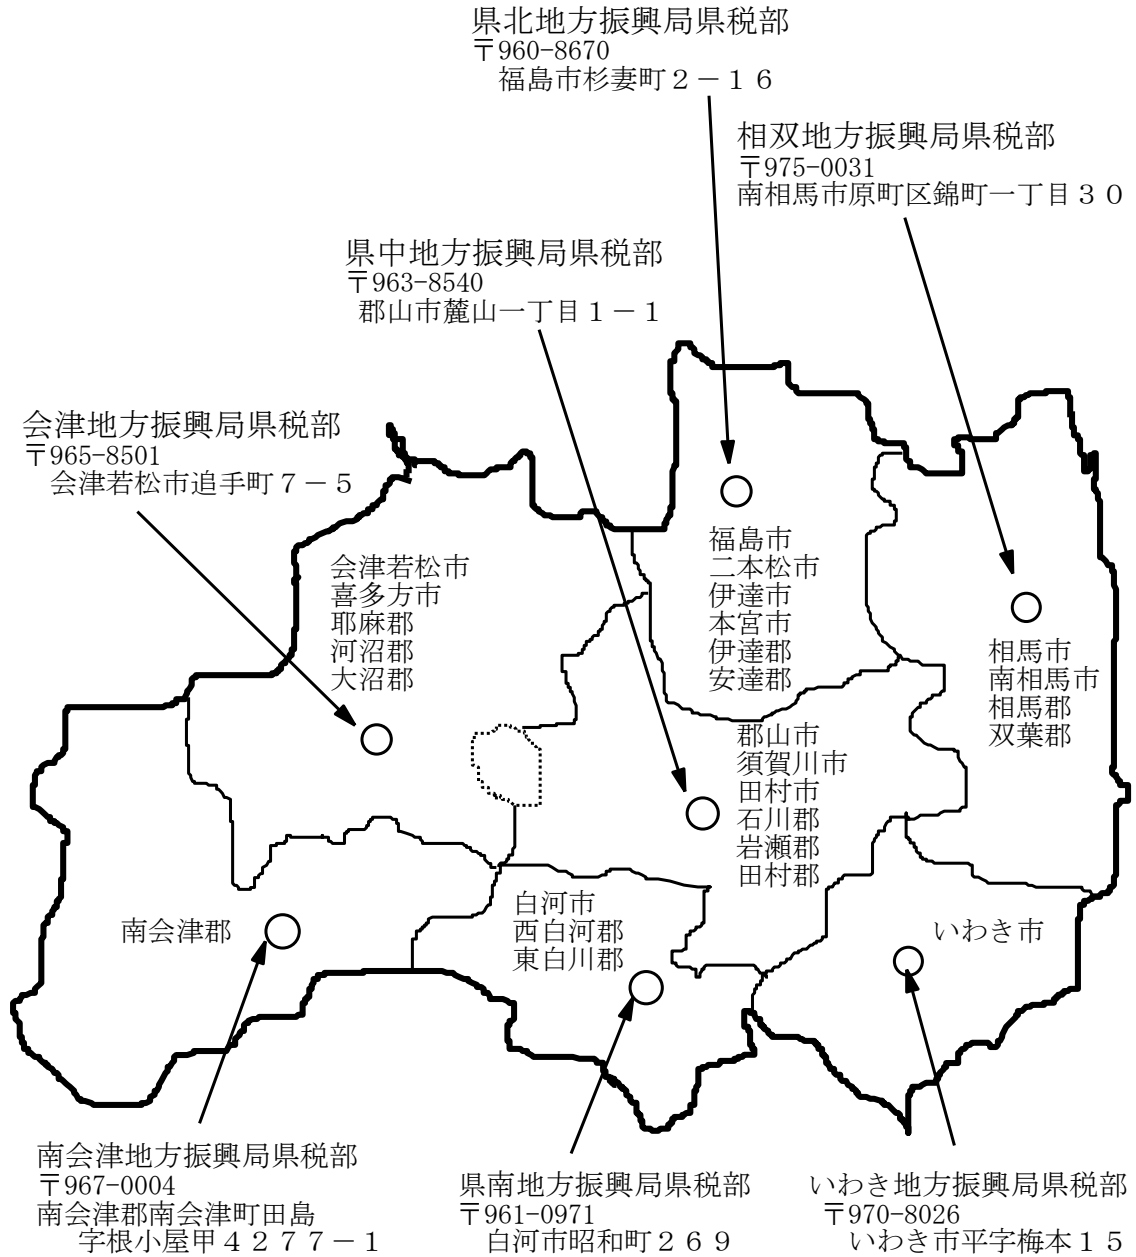 県北地方振興局県税部
〒960-8670
福島市杉妻町２－１６
相双地方振興局県税部
〒975-0031
南相馬市原町区錦町一丁目３０
県中地方振興局県税部
〒963-8540
郡山市麓山一丁目１－１
会津地方振興局県税部
〒965-8501
会津若松市追手町７－５
会津若松市
喜多方市
耶麻郡
河沼郡
大沼郡
福島市
二本松市
伊達市
本宮市
伊達郡
安達郡
相馬市
南相馬市
相馬郡
双葉郡
郡山市
須賀川市
田村市
石川郡
岩瀬郡
田村郡
南会津郡
白河市
西白河郡
東白川郡
いわき市
南会津地方振興局県税部
〒967-0004
南会津郡南会津町田島
字根小屋甲４２７７－１
県南地方振興局県税部
〒961-0971
白河市昭和町２６９
いわき地方振興局県税部
〒970-8026
いわき市平字梅本１５